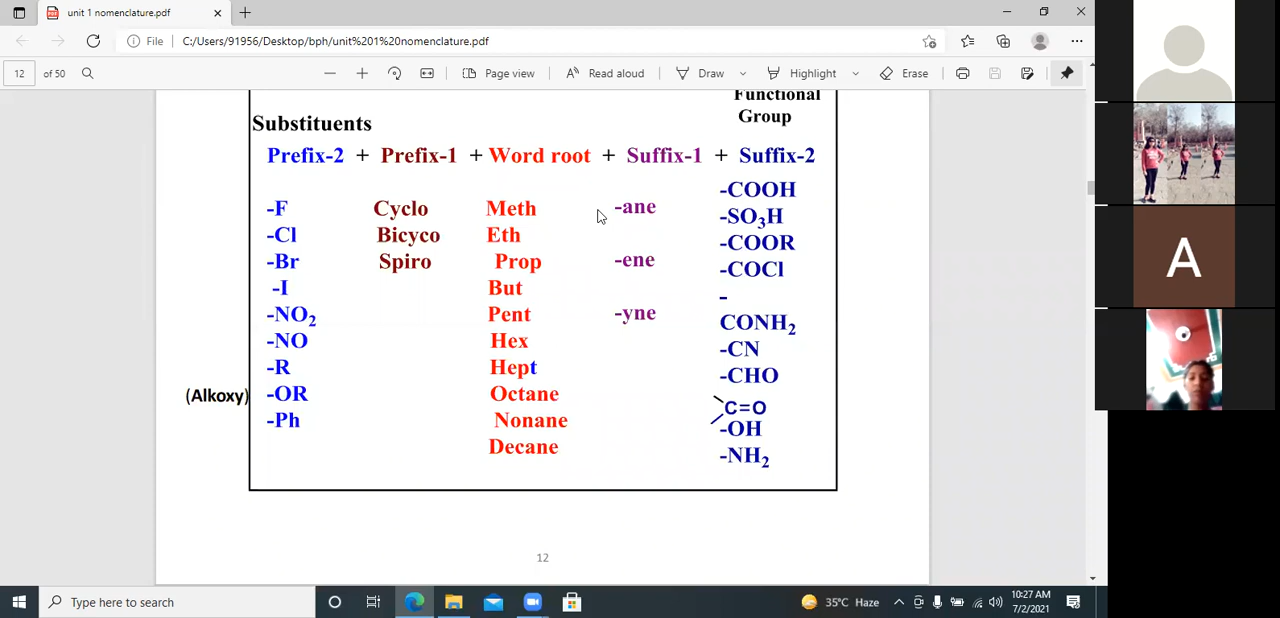 unit 1 nomenclature.pdf
File
C:/Users/91956/Desktop/bph/unit%201%20nomenclature.pdf
12 of 50
Page view
Read aloud
Draw
Highlight
Erase
Functional
Group
Substituents
Prefix-2 + Prefix-1 + Word root + Suffix-1 + Suffix-2
-COOH
-F Cyclo Meth -ane -SO3H
-Cl Bicyco Eth -COOR
-Br Spiro Prop -ene -COCl
-I But -
-NO2 Pent -yne CONH2
-NO Hex -CN
-R Hept -CHO
(Alkoxy) -OR Octane C=O
-Ph Nonane -OH
Decane -NH2
12
A
Type here to search
35°C Haze
10:27 AM
7/2/2021